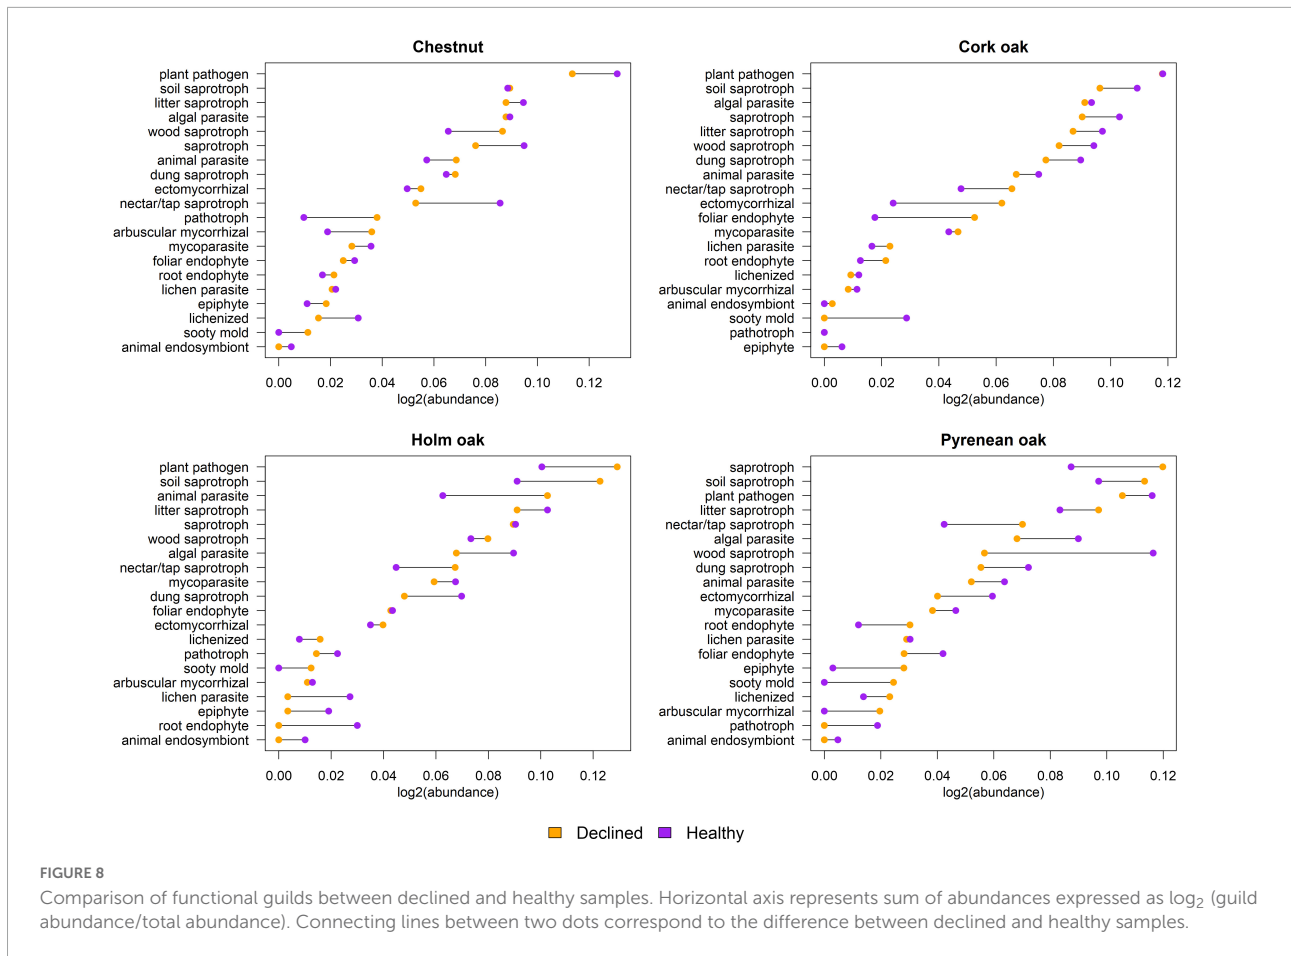 Chestnut
plant pathogen
soil saprotroph
litter saprotroph
algal parasite
wood saprotroph
saprotroph
animal parasite
dung saprotroph
ectomycorrhizal
nectar/tap saprotroph
pathotroph
arbuscular mycorrhizal
mycoparasite
foliar endophyte
root endophyte
lichen parasite
epiphyte
lichenized
sooty mold
animal endosymbiont
0.00 0.02 0.04 0.06 0.08 0.10 0.12
log2(abundance)
Cork oak
plant pathogen
soil saprotroph
algal parasite
saprotroph
litter saprotroph
wood saprotroph
dung saprotroph
animal parasite
nectar/tap saprotroph
ectomycorrhizal
foliar endophyte
mycoparasite
lichen parasite
root endophyte
lichenized
arbuscular mycorrhizal
animal endosymbiont
sooty mold
pathotroph
epiphyte
0.00 0.02 0.04 0.06 0.08 0.10 0.12
log2(abundance)
Holm oak
plant pathogen
soil saprotroph
animal parasite
litter saprotroph
saprotroph
wood saprotroph
algal parasite
nectar/tap saprotroph
mycoparasite
dung saprotroph
foliar endophyte
ectomycorrhizal
lichenized
pathotroph
sooty mold
arbuscular mycorrhizal
lichen parasite
epiphyte
root endophyte
animal endosymbiont
0.00 0.02 0.04 0.06 0.08 0.10 0.12
log2(abundance)
Pyrenean oak
saprotroph
soil saprotroph
plant pathogen
litter saprotroph
nectar/tap saprotroph
algal parasite
wood saprotroph
dung saprotroph
animal parasite
ectomycorrhizal
mycoparasite
root endophyte
lichen parasite
foliar endophyte
epiphyte
sooty mold
lichenized
arbuscular mycorrhizal
pathotroph
animal endosymbiont
0.00 0.02 0.04 0.06 0.08 0.10 0.12
log2(abundance)
Declined Healthy
FIGURE 8
Comparison of functional guilds between declined and healthy samples. Horizontal axis represents sum of abundances expressed as log₂ (guild
abundance/total abundance). Connecting lines between two dots correspond to the difference between declined and healthy samples.